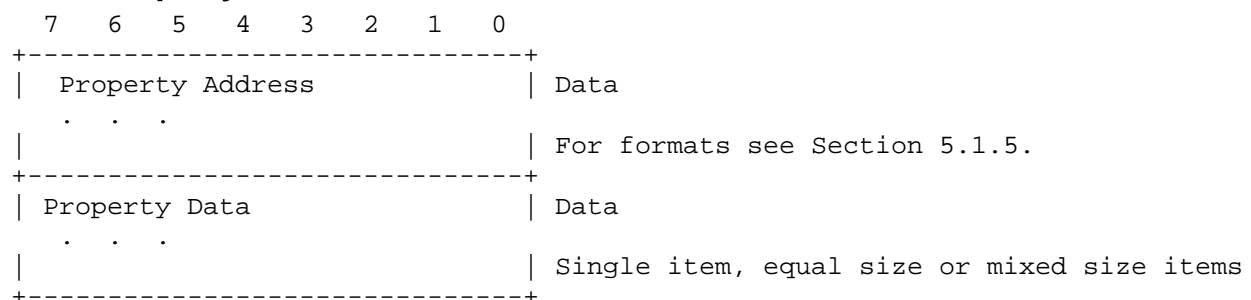 7 6 5 4 3 2 1 0
+-------------------------------+
| Property Address | Data
. . .
| | For formats see Section 5.1.5.
+-------------------------------+
| Property Data | Data
. . .
| | Single item, equal size or mixed size items
+-------------------------------+